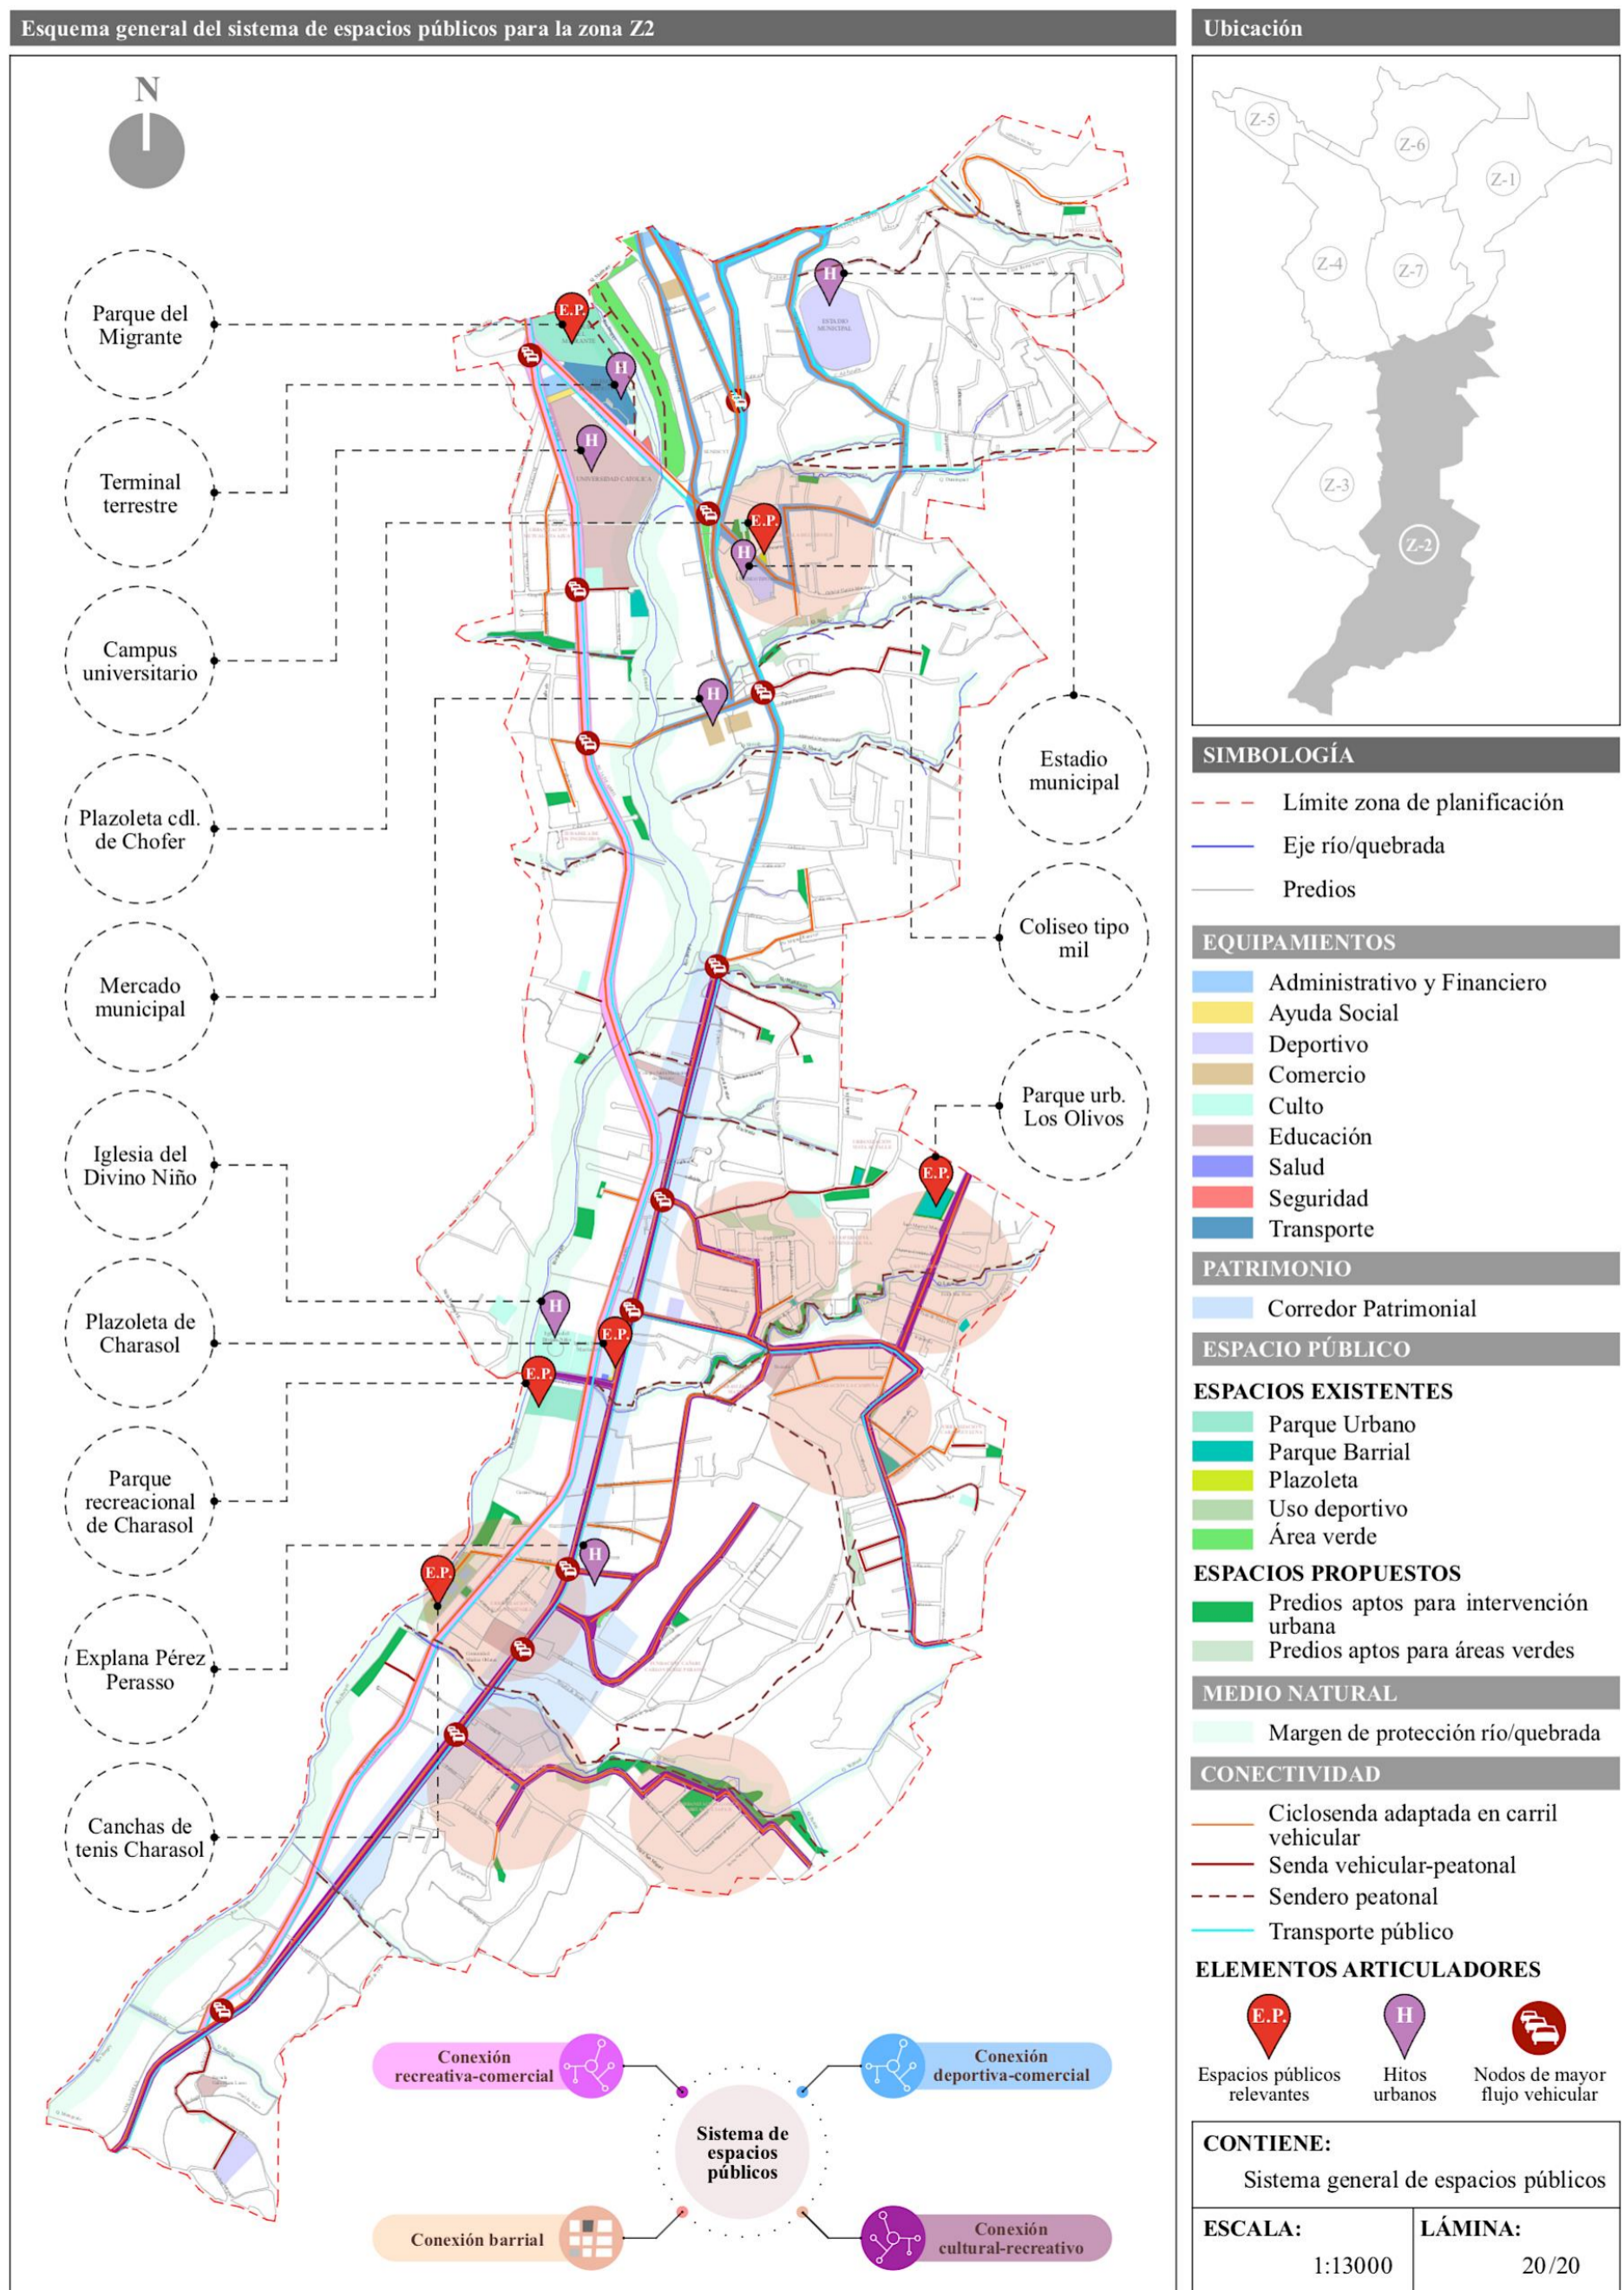 Esquema general del sistema de espacios públicos para la zona Z2
N
Parque del
Migrante
Terminal
terrestre
Campus
universitario
Plazoleta cdl.
de Chofer
Mercado
municipal
Iglesia del
Divino Niño
Plazoleta de
Charasol
Parque
recreacional
de Charasol
Explana Pérez
Perasso
Canchas de
tenis Charasol
Estadio
municipal
Coliseo tipo
mil
Parque urb.
Los Olivos
E.P.
H
H
H
ESTADIO
MUNICIPAL
UNIVERSIDAD CATOLICA
E.P.
H
H
E.P.
H
E.P.
E.P.
H
E.P.
Conexión
recreativa-comercial
Conexión
deportiva-comercial
Sistema de
espacios
públicos
Conexión barrial
Conexión
cultural-recreativo
Ubicación
Z-5
Z-6
Z-1
Z-4
Z-7
Z-3
Z-2
SIMBOLOGÍA
Límite zona de planificación
Eje río/quebrada
Predios
EQUIPAMIENTOS
Administrativo y Financiero
Ayuda Social
Deportivo
Comercio
Culto
Educación
Salud
Seguridad
Transporte
PATRIMONIO
Corredor Patrimonial
ESPACIO PÚBLICO
ESPACIOS EXISTENTES
Parque Urbano
Parque Barrial
Plazoleta
Uso deportivo
Área verde
ESPACIOS PROPUESTOS
Predios aptos para intervención
urbana
Predios aptos para áreas verdes
MEDIO NATURAL
Margen de protección río/quebrada
CONECTIVIDAD
Ciclosenda adaptada en carril
vehicular
Senda vehicular-peatonal
Sendero peatonal
Transporte público
ELEMENTOS ARTICULADORES
E.P.
H
Espacios públicos
relevantes
Hitos
urbanos
Nodos de mayor
flujo vehicular
CONTIENE:
Sistema general de espacios públicos
ESCALA:
1:13000
LÁMINA:
20/20